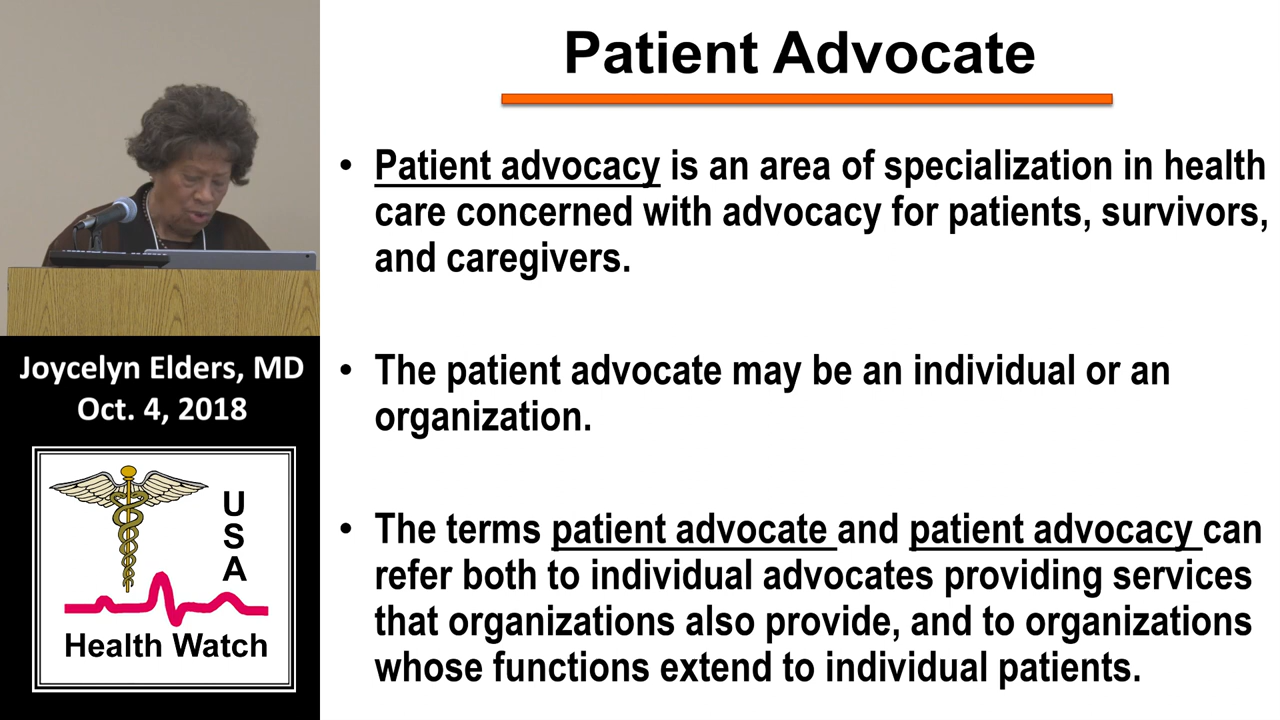 Patient Advocate
• Patient advocacy is an area of specialization in health
care concerned with advocacy for patients, survivors,
and caregivers.
• The patient advocate may be an individual or an
organization.
• The terms patient advocate and patient advocacy can
refer both to individual advocates providing services
that organizations also provide, and to organizations
whose functions extend to individual patients.
Joycelyn Elders, MD
Oct. 4, 2018
U
S
A
Health Watch